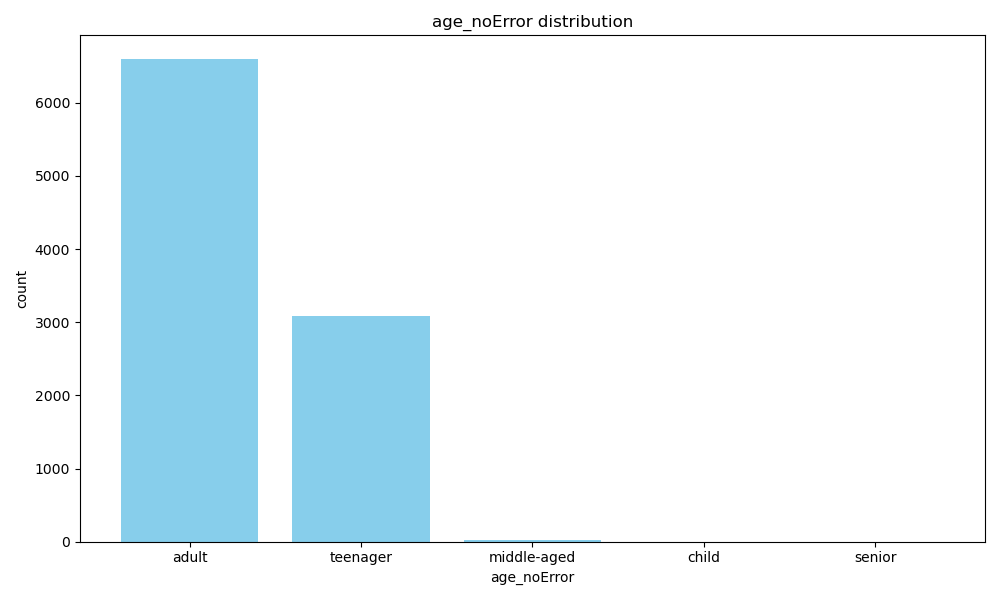 age_noError distribution
count
6000
5000
4000
3000
2000
1000
0
adult teenager middle-aged child senior
age_noError